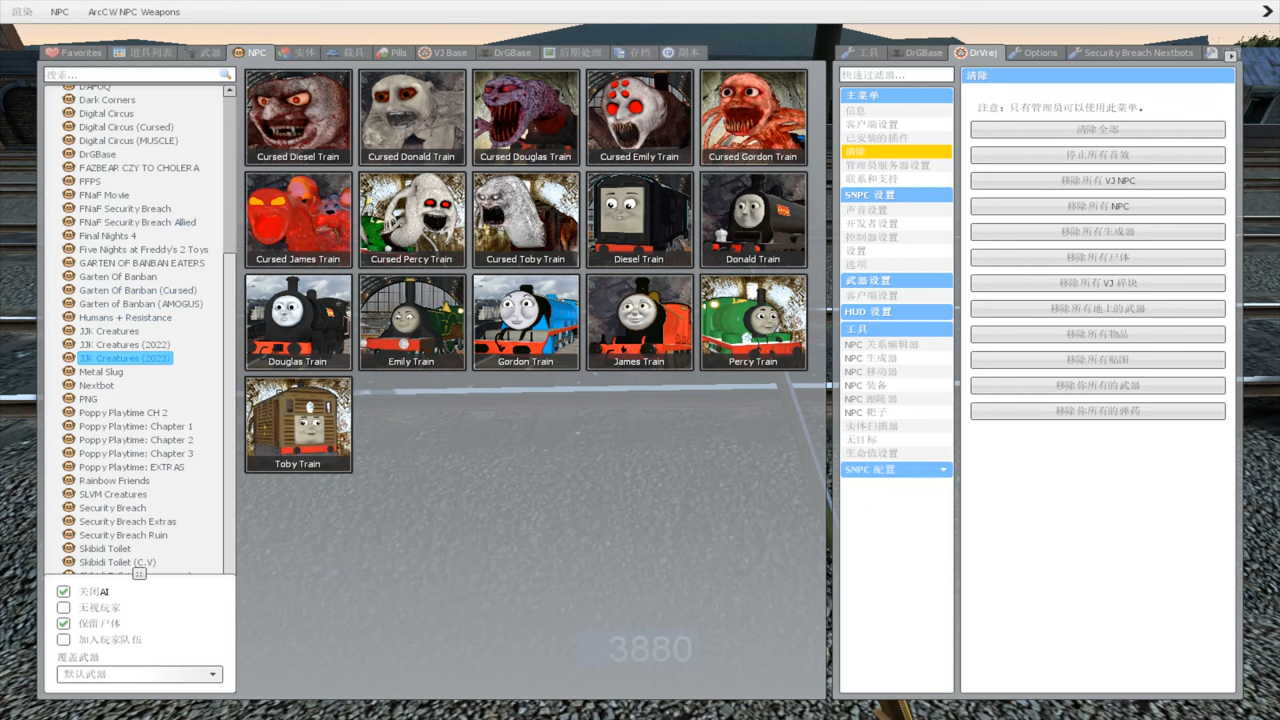 渲染 NPC ArcCW NPC Weapons
Favorites 道具列表 武器 NPC 实体 载具 Pills VJ Base DrGBase 后期处理 存档 副本
搜索...
DAFUQ
Dark Corners
Digital Circus
Digital Circus (Cursed)
Digital Circus (MUSCLE)
DrGBase
FAZBEAR CZY TO CHOLERA
FFPS
FNaF Movie
FNaF Security Breach
FNaF Security Breach Allied
Final Nights 4
Five Nights at Freddy's 2 Toys
GARTEN OF BANBAN EATERS
Garten Of Banban
Garten Of Banban (Cursed)
Garten of Banban (AMOGUS)
Humans + Resistance
JJK Creatures
JJK Creatures (2022)
JJK Creatures (2023)
Metal Slug
Nextbot
PNG
Poppy Playtime CH 2
Poppy Playtime: Chapter 1
Poppy Playtime: Chapter 2
Poppy Playtime: Chapter 3
Poppy Playtime: EXTRAS
Rainbow Friends
SLVM Creatures
Security Breach
Security Breach Extras
Security Breach Ruin
Skibidi Toilet
Skibidi Toilet (C.V)
关闭AI
无视玩家
保留尸体
加入玩家队伍
覆盖武器
默认武器
Cursed Diesel Train Cursed Donald Train Cursed Douglas Train Cursed Emily Train Cursed Gordon Train
Cursed James Train Cursed Percy Train Cursed Toby Train Diesel Train Donald Train
Douglas Train Emily Train Gordon Train James Train Percy Train
Toby Train
3880
工具 DrGBase DrVrej Options Security Breach Nextbots
快速过滤器...
主菜单
信息
客户端设置
已安装的插件
清除
管理员服务器设置
联系和支持
SNPC 设置
声音设置
开发者设置
控制器设置
设置
选项
武器设置
客户端设置
HUD 设置
工具
NPC 关系编辑器
NPC 生成器
NPC 移动器
NPC 装备
NPC 跟随器
NPC 靶子
实体扫描器
无目标
生命值设置
SNPC 配置
清除
注意：只有管理员可以使用此菜单。
清除全部
停止所有音效
移除所有 VJ NPC
移除所有 NPC
移除所有生成器
移除所有尸体
移除所有 VJ 碎块
移除所有地上的武器
移除所有物品
移除所有贴图
移除你所有的武器
移除你所有的弹药